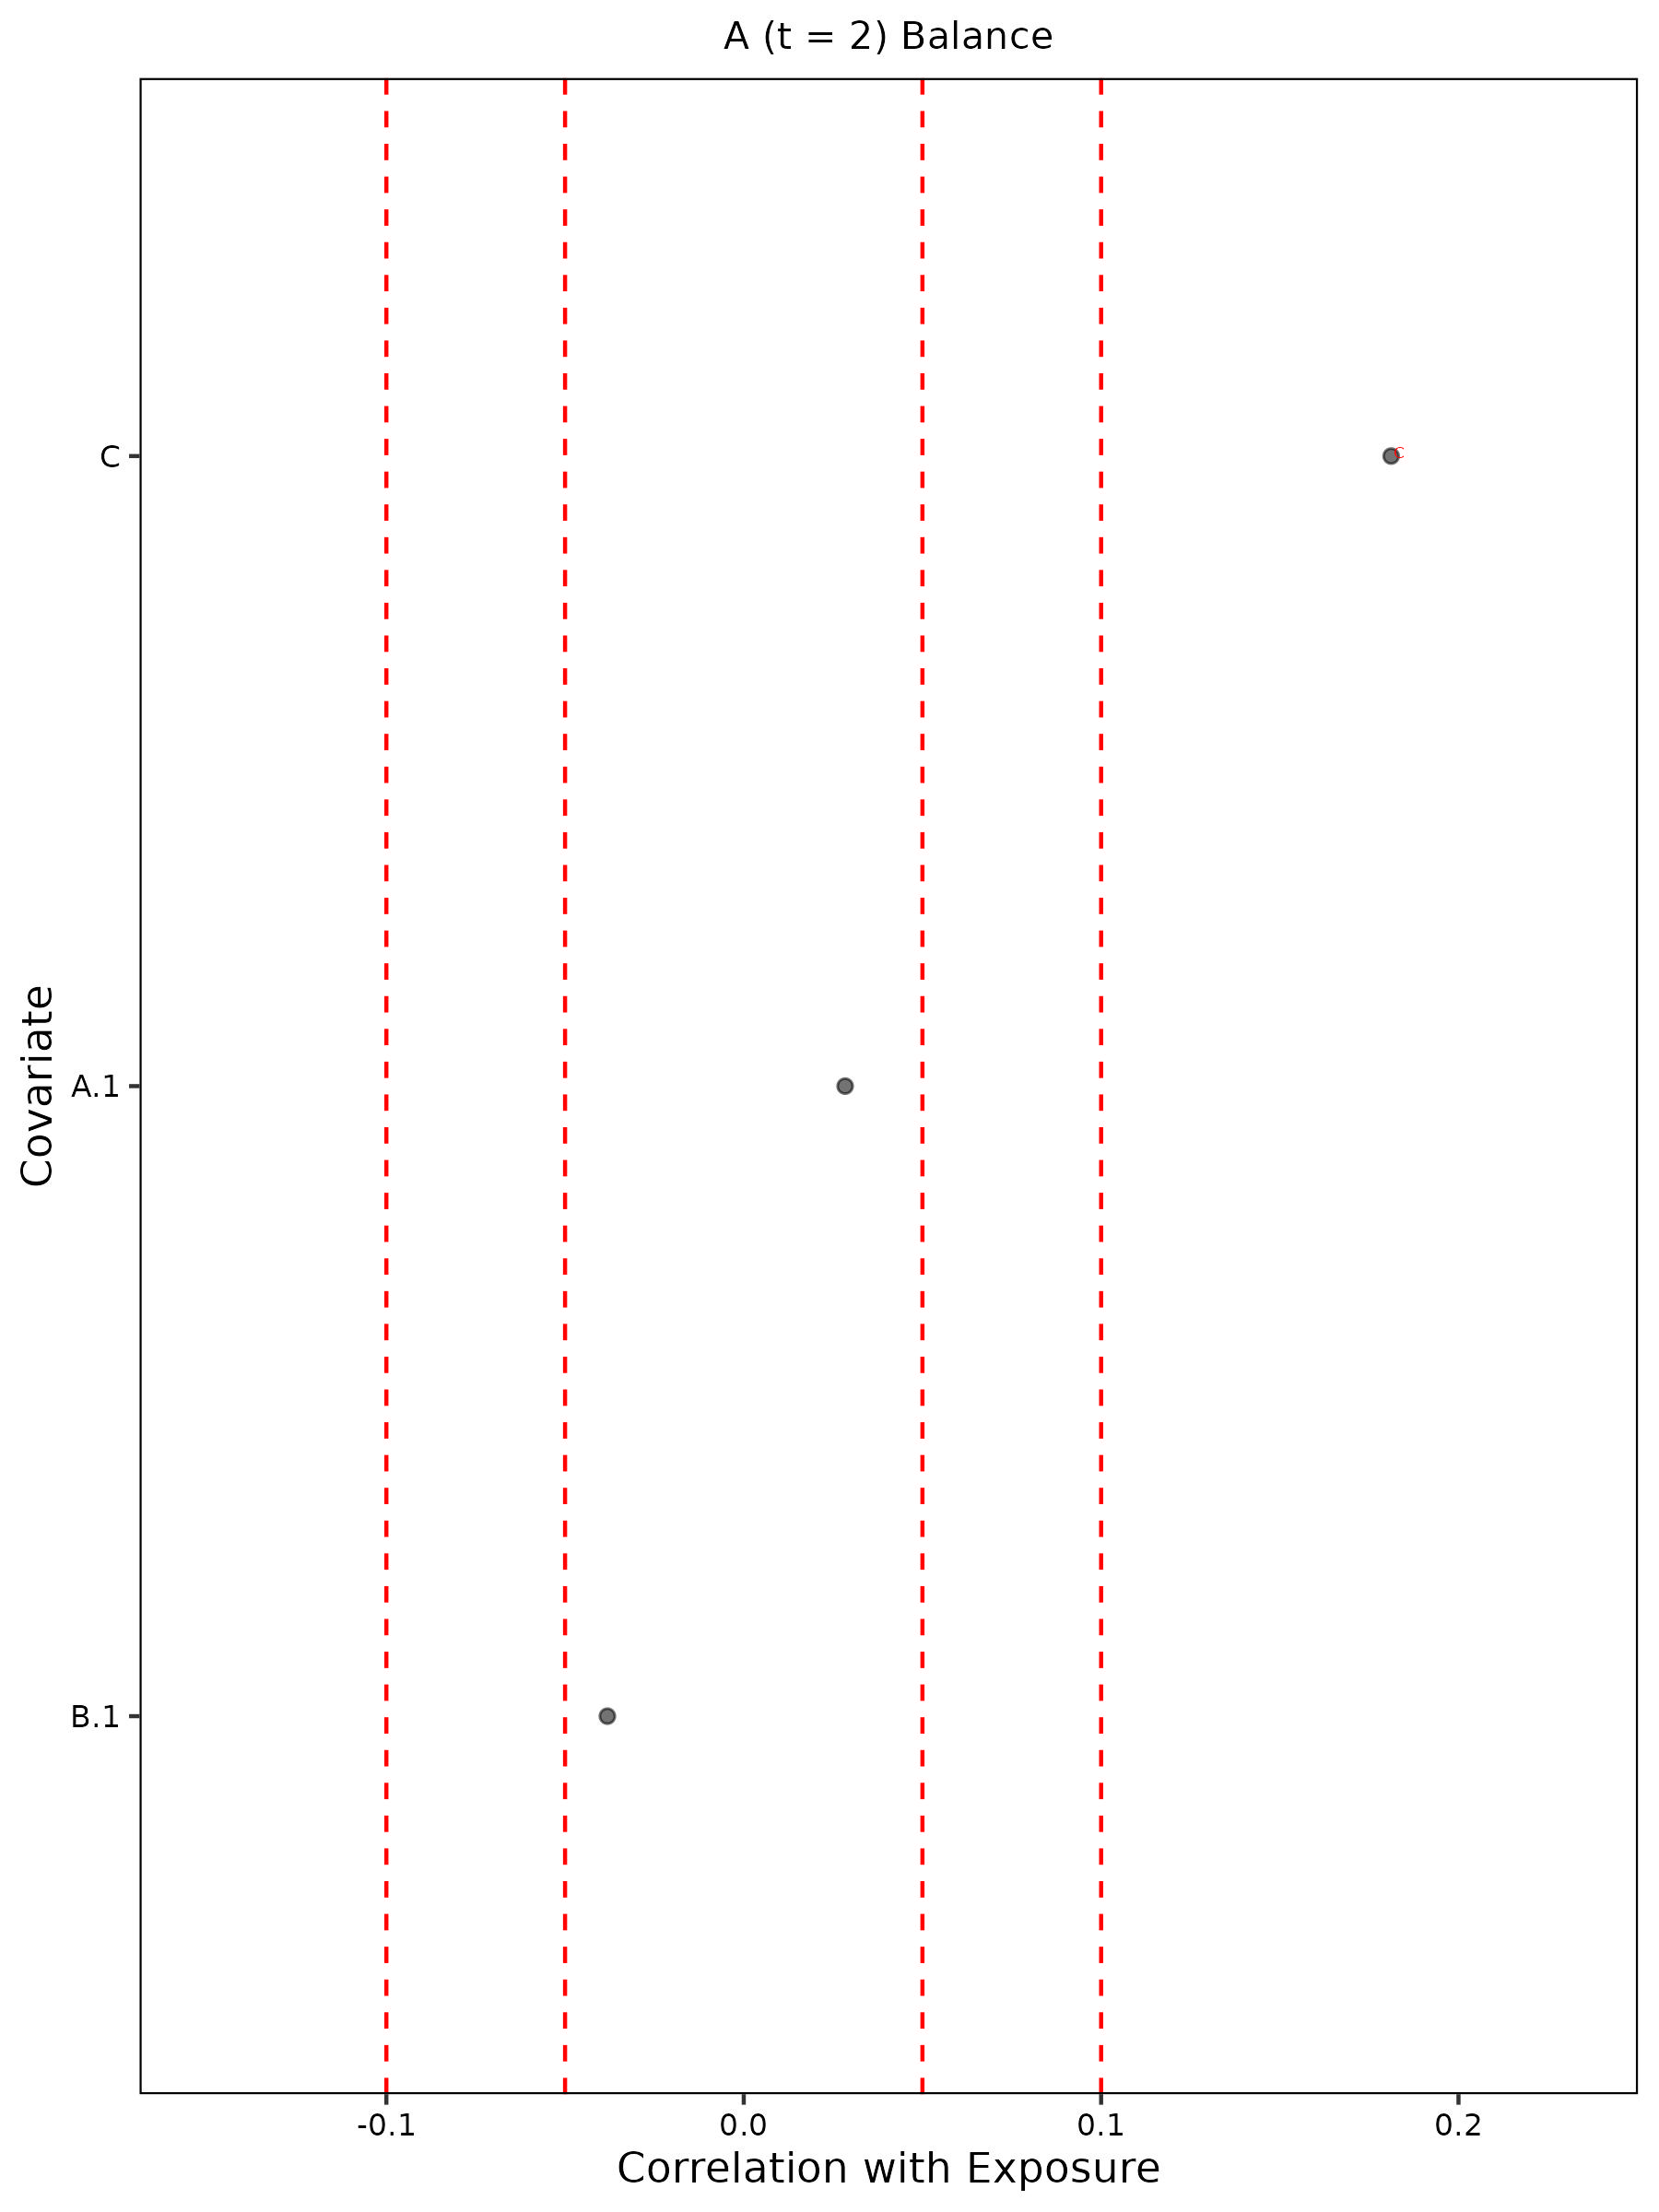 A (t = 2) Balance
C
C
A.1
B.1
Covariate
-0.1
0.0
0.1
0.2
Correlation with Exposure